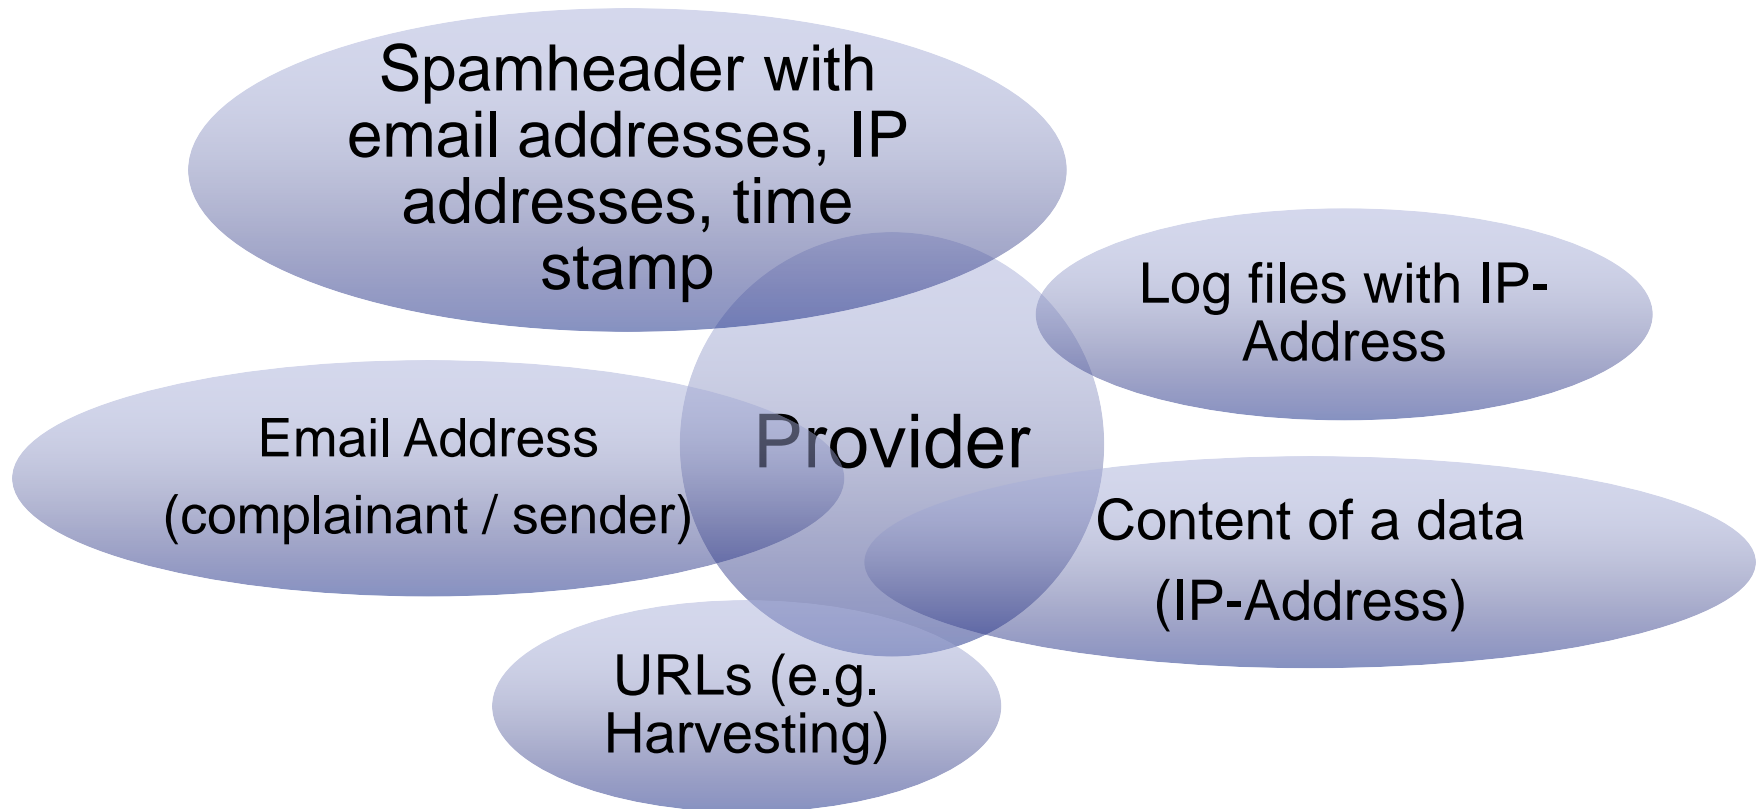 Spamheader with
email addresses, IP
addresses, time
stamp
Log files with IP-
Address
Provider
Email Address
(complainant / sender)
Content of a data
(IP-Address)
URLs (e.g.
Harvesting)